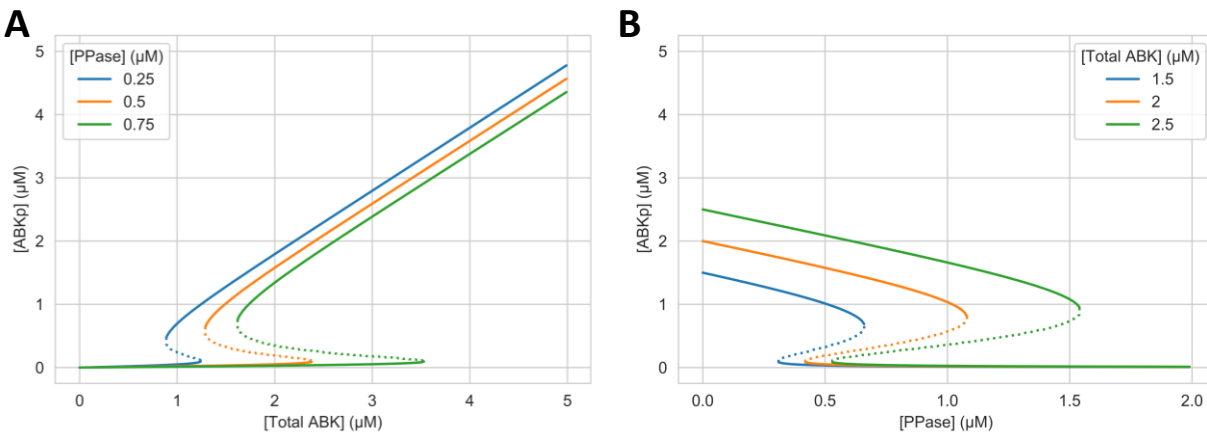 A
[PPase] (μM)
0.25
0.5
0.75
5
4
3
2
1
0
[ABKp] (μM)
0 1 2 3 4 5
[Total ABK] (μM)
B
[Total ABK] (μM)
1.5
2
2.5
5
4
3
2
1
0
[ABKp] (μM)
0.0 0.5 1.0 1.5 2.0
[PPase] (μM)